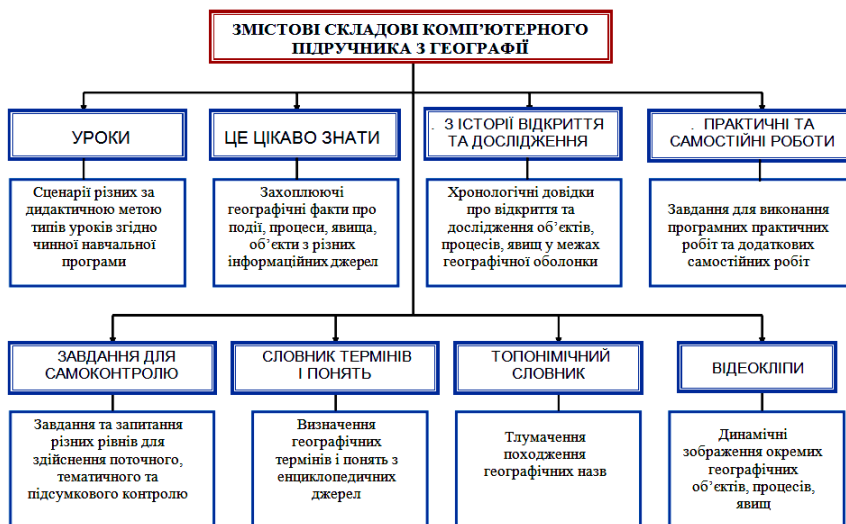 ЗМІСТОВІ СКЛАДОВІ КОМП’ЮТЕРНОГО
ПІДРУЧНИКА З ГЕОГРАФІЇ
УРОКИ
Сценарії різних за
дидактичною метою
типів уроків згідно
чинної навчальної
програми
ЦЕ ЦІКАВО ЗНАТИ
Захоплюючі
географічні факти про
події, процеси, явища,
об’єкти з різних
інформаційних джерел
. З ІСТОРІЇ ВІДКРИТТЯ
ТА ДОСЛІДЖЕННЯ
Хронологічні довідки
про відкриття та
дослідження об’єктів,
процесів, явищ у межах
географічної оболонки
. ПРАКТИЧНІ ТА
САМОСТІЙНІ РОБОТИ
Завдання для виконання
програмних практичних
робіт та додаткових
самостійних робіт
ЗАВДАННЯ ДЛЯ
САМОКОНТРОЛЮ
Завдання та запитання
різних рівнів для
здійснення поточного,
тематичного та
підсумкового контролю
СЛОВНИК ТЕРМІНІВ
І ПОНЯТЬ
Визначення
географічних
термінів і понять з
енциклопедичних
джерел
ТОПОНІМІЧНИЙ
СЛОВНИК
Тлумачення
походження
географічних назв
ВІДЕОКЛІПИ
Динамічні
зображення окремих
географічних
об’єктів, процесів,
явищ